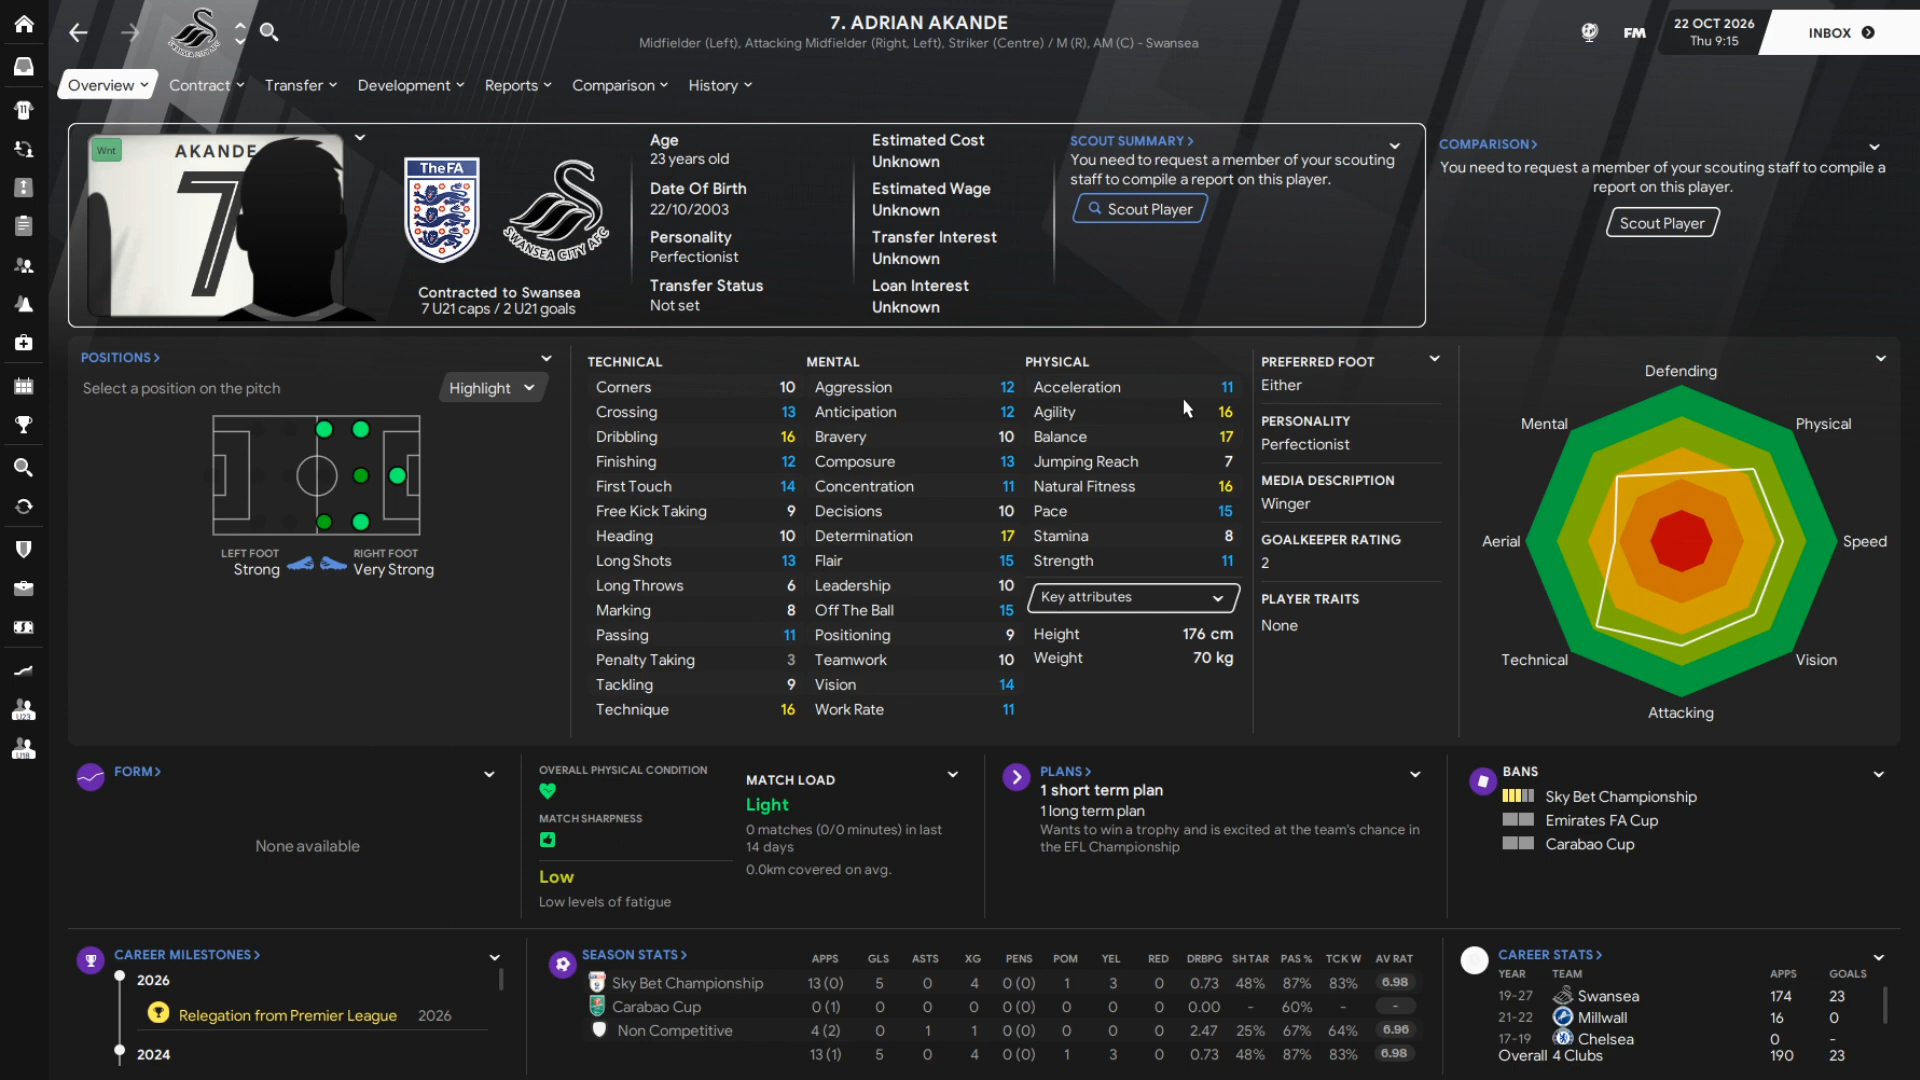 7. ADRIAN AKANDE
Midfielder (Left), Attacking Midfielder (Right, Left), Striker (Centre) / M (R), AM (C) - Swansea
FM
22 OCT 2026
Thu 9:15
INBOX
Overview
Contract
Transfer
Development
Reports
Comparison
History
Wnt
AKANDE
7
The FA
SWANSEA CITY AFC
Contracted to Swansea
7 U21 caps / 2 U21 goals
Age
23 years old
Date Of Birth
22/10/2003
Personality
Perfectionist
Transfer Status
Not set
Estimated Cost
Unknown
Estimated Wage
Unknown
Transfer Interest
Unknown
Loan Interest
Unknown
SCOUT SUMMARY >
You need to request a member of your scouting
staff to compile a report on this player.
Scout Player
COMPARISON >
You need to request a member of your scouting staff to compile a
report on this player.
Scout Player
POSITIONS >
Select a position on the pitch
Highlight
LEFT FOOT
Strong
RIGHT FOOT
Very Strong
TECHNICAL
Corners 10
Crossing 13
Dribbling 16
Finishing 12
First Touch 14
Free Kick Taking 9
Heading 10
Long Shots 13
Long Throws 6
Marking 8
Passing 11
Penalty Taking 3
Tackling 9
Technique 16
MENTAL
Aggression 12
Anticipation 12
Bravery 10
Composure 13
Concentration 11
Decisions 10
Determination 17
Flair 15
Leadership 10
Off The Ball 15
Positioning 9
Teamwork 10
Vision 14
Work Rate 11
PHYSICAL
Acceleration 11
Agility 16
Balance 17
Jumping Reach 7
Natural Fitness 16
Pace 15
Stamina 8
Strength 11
Key attributes
Height 176 cm
Weight 70 kg
PREFERRED FOOT
Either
PERSONALITY
Perfectionist
MEDIA DESCRIPTION
Winger
GOALKEEPER RATING
2
PLAYER TRAITS
None
Defending
Physical
Speed
Vision
Attacking
Technical
Aerial
Mental
FORM >
None available
OVERALL PHYSICAL CONDITION
MATCH SHARPNESS
Low
Low levels of fatigue
MATCH LOAD
Light
0 matches (0/0 minutes) in last
14 days
0.0km covered on avg.
PLANS >
1 short term plan
1 long term plan
Wants to win a trophy and is excited at the team's chance in
the EFL Championship
BANS
Sky Bet Championship
Emirates FA Cup
Carabao Cup
CAREER MILESTONES >
2026
Relegation from Premier League 2026
2024
SEASON STATS > APPS GLS ASTS XG PENS POM YEL RED DRBPG SH TAR PAS % TCK W AV RAT
Sky Bet Championship 13 (0) 5 0 4 0 (0) 1 3 0 0.73 48% 87% 83% 6.98
Carabao Cup 0 (1) 0 0 0 0 (0) 0 0 0 0.00 - 60% - -
Non Competitive 4 (2) 0 1 1 0 (0) 0 0 0 2.47 25% 67% 64% 6.96
13 (1) 5 0 4 0 (0) 1 3 0 0.73 48% 87% 83% 6.98
CAREER STATS >
YEAR TEAM APPS GOALS
19-27 Swansea 174 23
21-22 Millwall 16 0
17-19 Chelsea 0 -
Overall 4 Clubs 190 23
11
U23
U18